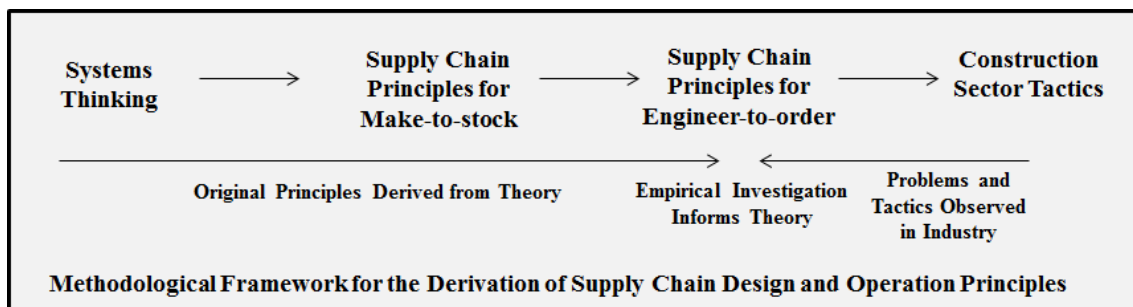 Systems
Thinking
Supply Chain
Principles for
Make-to-stock
Supply Chain
Principles for
Engineer-to-order
Construction
Sector Tactics
Original Principles Derived from Theory
Empirical Investigation
Informs Theory
Problems and
Tactics Observed
in Industry
Methodological Framework for the Derivation of Supply Chain Design and Operation Principles